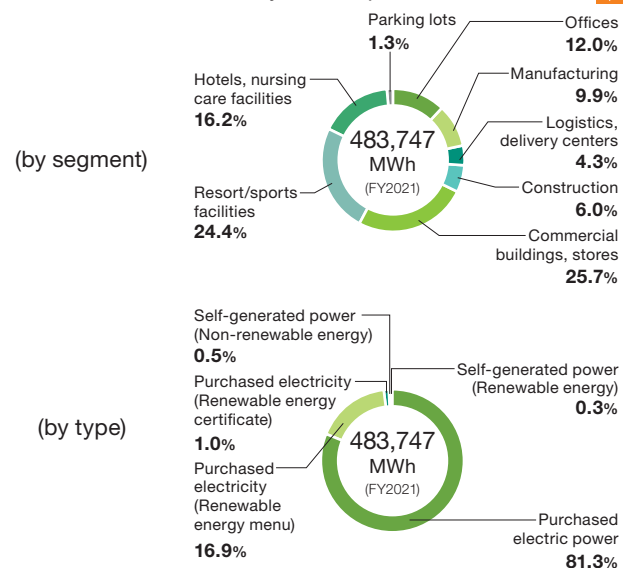 Parking lots
1.3%
Offices
12.0%
Manufacturing
9.9%
Logistics,
delivery centers
4.3%
Construction
6.0%
Commercial
buildings, stores
25.7%
Resort/sports
facilities
24.4%
Hotels, nursing
care facilities
16.2%
483,747
MWh
(FY2021)
(by segment)
Self-generated power
(Non-renewable energy)
0.5%
Self-generated power
(Renewable energy)
0.3%
Purchased electricity
(Renewable energy
certificate)
1.0%
Purchased
electricity
(Renewable
energy menu)
16.9%
Purchased
electric power
81.3%
483,747
MWh
(FY2021)
(by type)